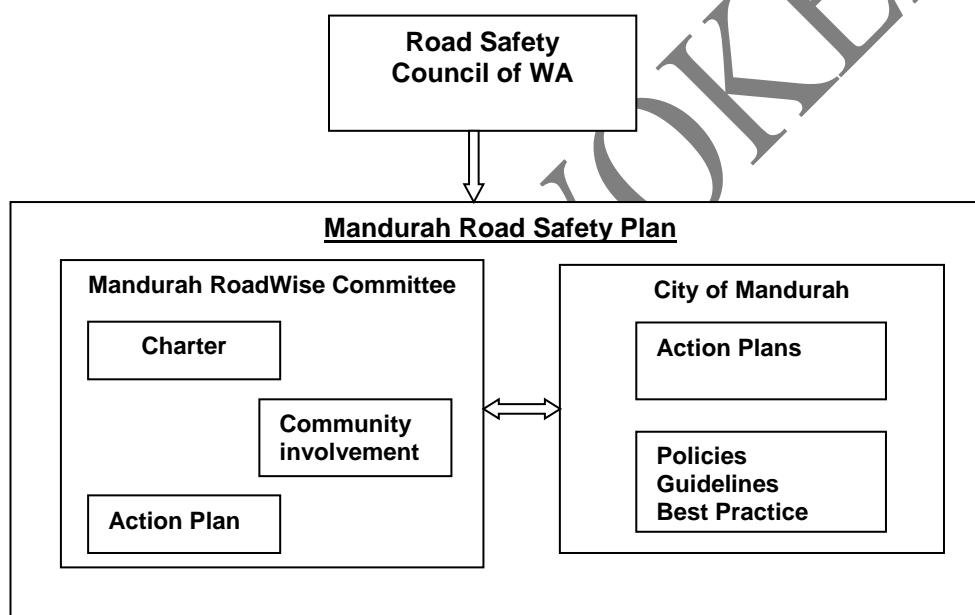 Road Safety
Council of WA
Mandurah Road Safety Plan
Mandurah RoadWise Committee
Charter
Community
involvement
Action Plan
City of Mandurah
Action Plans
Policies
Guidelines
Best Practice